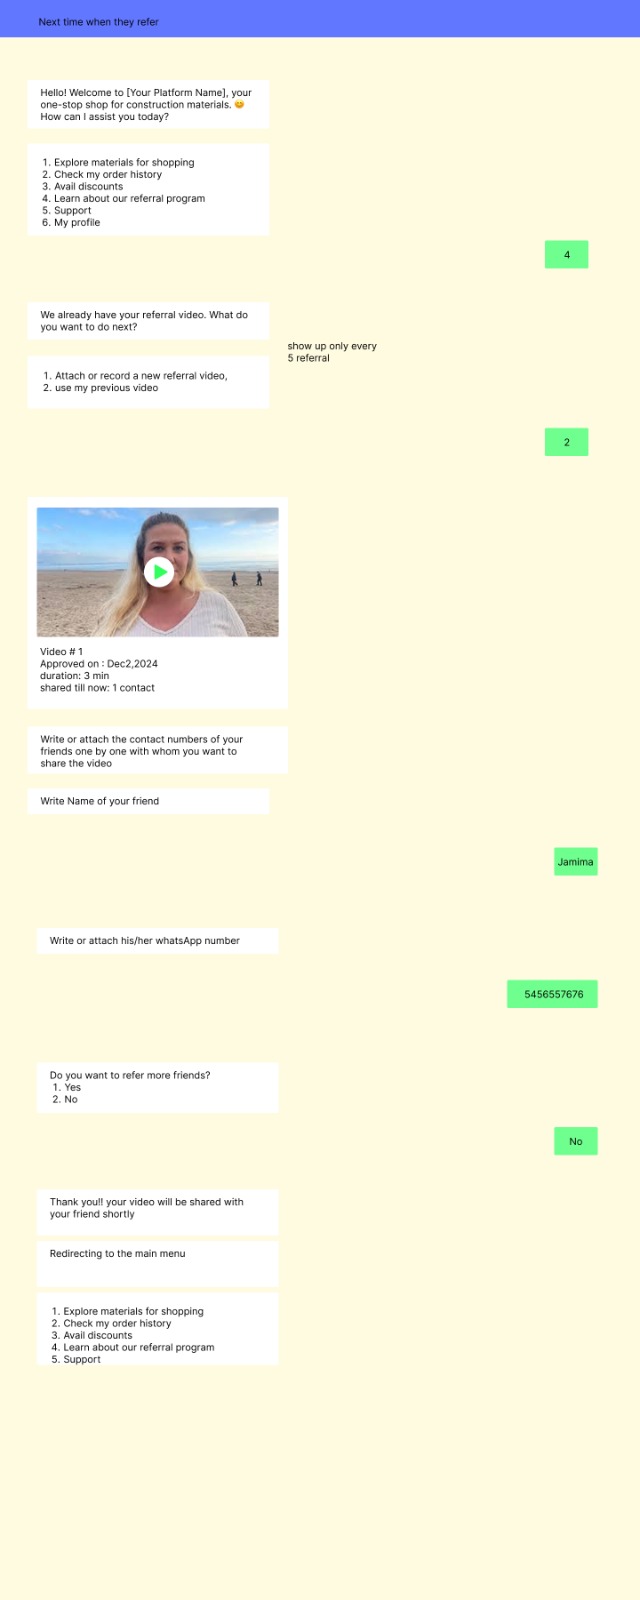 Next time when they refer
Hello! Welcome to [Your Platform Name], your
one-stop shop for construction materials. 😊
How can I assist you today?
1. Explore materials for shopping
2. Check my order history
3. Avail discounts
4. Learn about our referral program
5. Support
6. My profile
4
We already have your referral video. What do
you want to do next?
show up only every
5 referral
1. Attach or record a new referral video,
2. use my previous video
2
Video # 1
Approved on : Dec2,2024
duration: 3 min
shared till now: 1 contact
Write or attach the contact numbers of your
friends one by one with whom you want to
share the video
Write Name of your friend
Jamima
Write or attach his/her whatsApp number
5456557676
Do you want to refer more friends?
1. Yes
2. No
No
Thank you!! your video will be shared with
your friend shortly
Redirecting to the main menu
1. Explore materials for shopping
2. Check my order history
3. Avail discounts
4. Learn about our referral program
5. Support